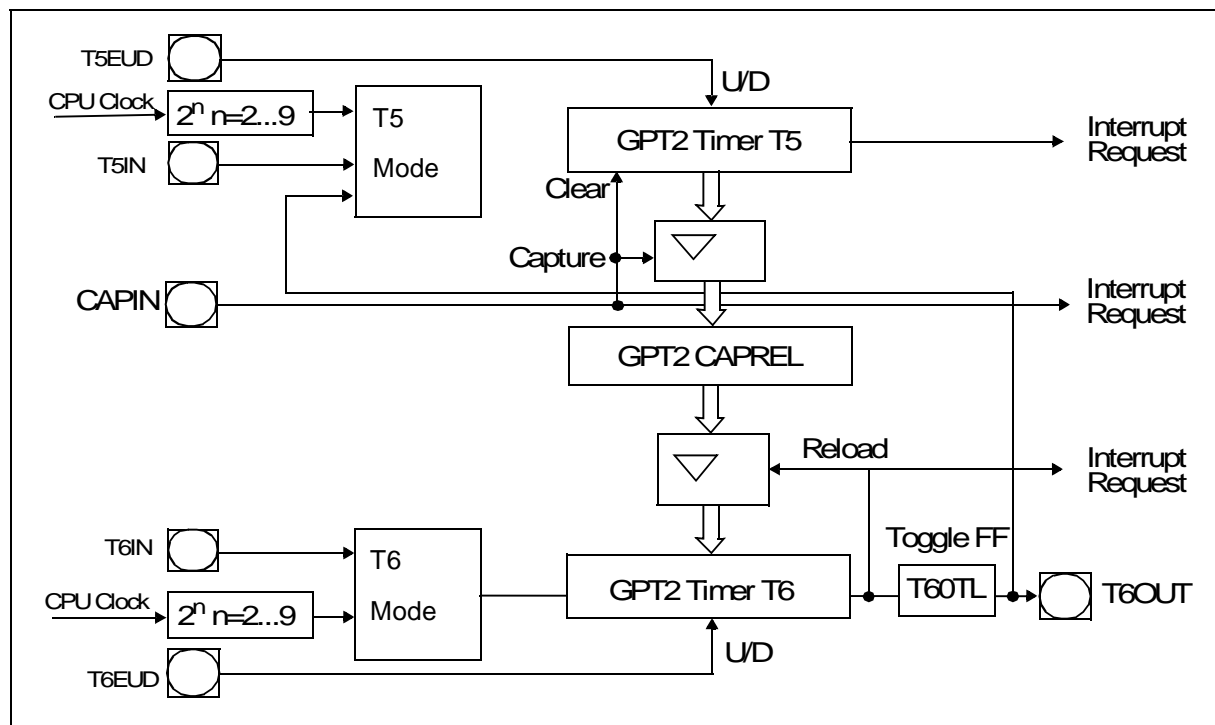 T5EUD
U/D
CPU Clock
2ⁿ n=2...9
T5
Mode
GPT2 Timer T5
Interrupt
Request
T5IN
Clear
Capture
CAPIN
Interrupt
Request
GPT2 CAPREL
Reload
Interrupt
Request
T6IN
T6
Mode
Toggle FF
GPT2 Timer T6
T60TL
T6OUT
CPU Clock
2ⁿ n=2...9
U/D
T6EUD